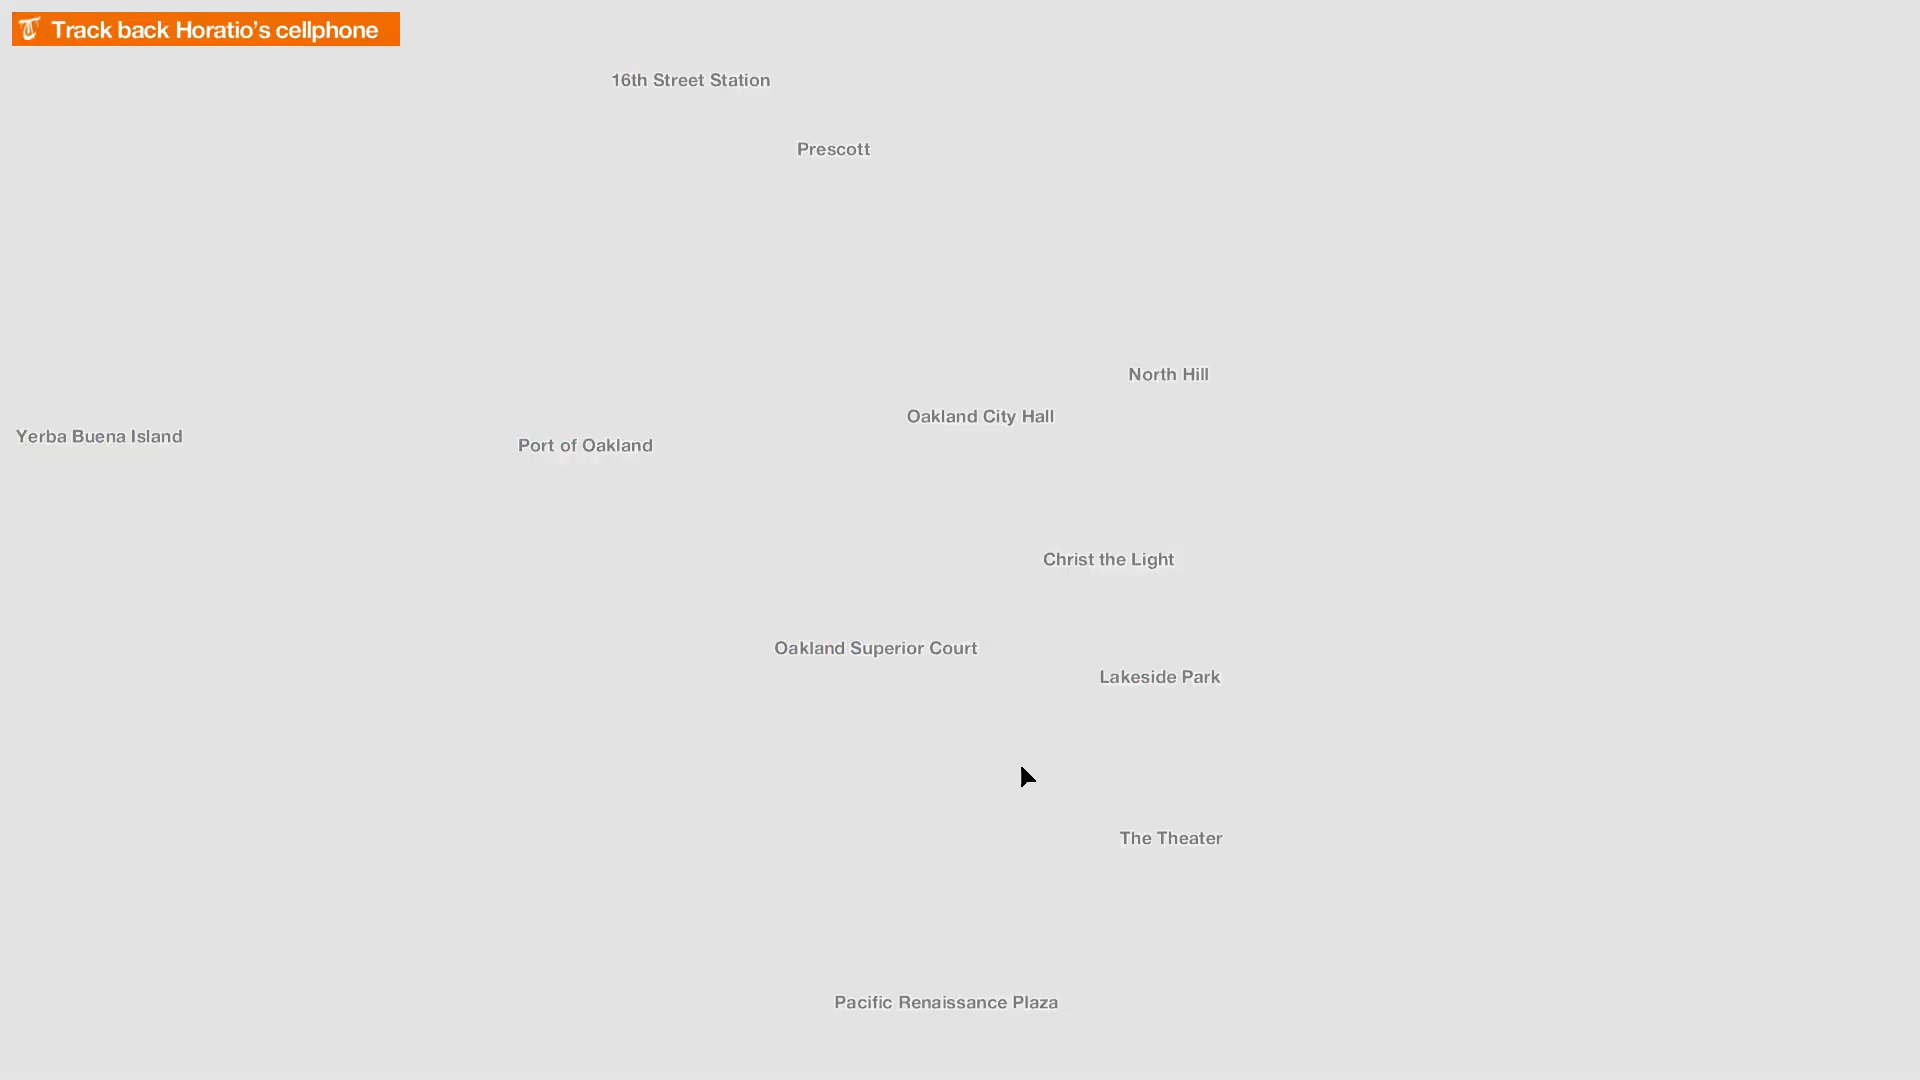 Track back Horatio’s cellphone
16th Street Station
Prescott
North Hill
Oakland City Hall
Yerba Buena Island
Port of Oakland
Christ the Light
Oakland Superior Court
Lakeside Park
The Theater
Pacific Renaissance Plaza